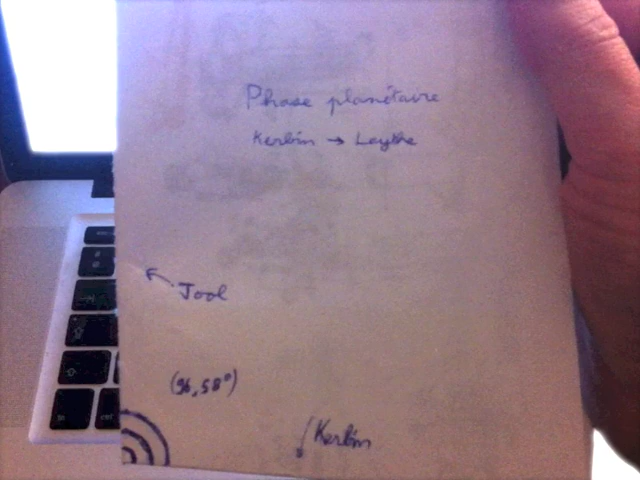 Phase planétaire
Kerbin → Laythe
Jool
(96,58°)
Kerbin